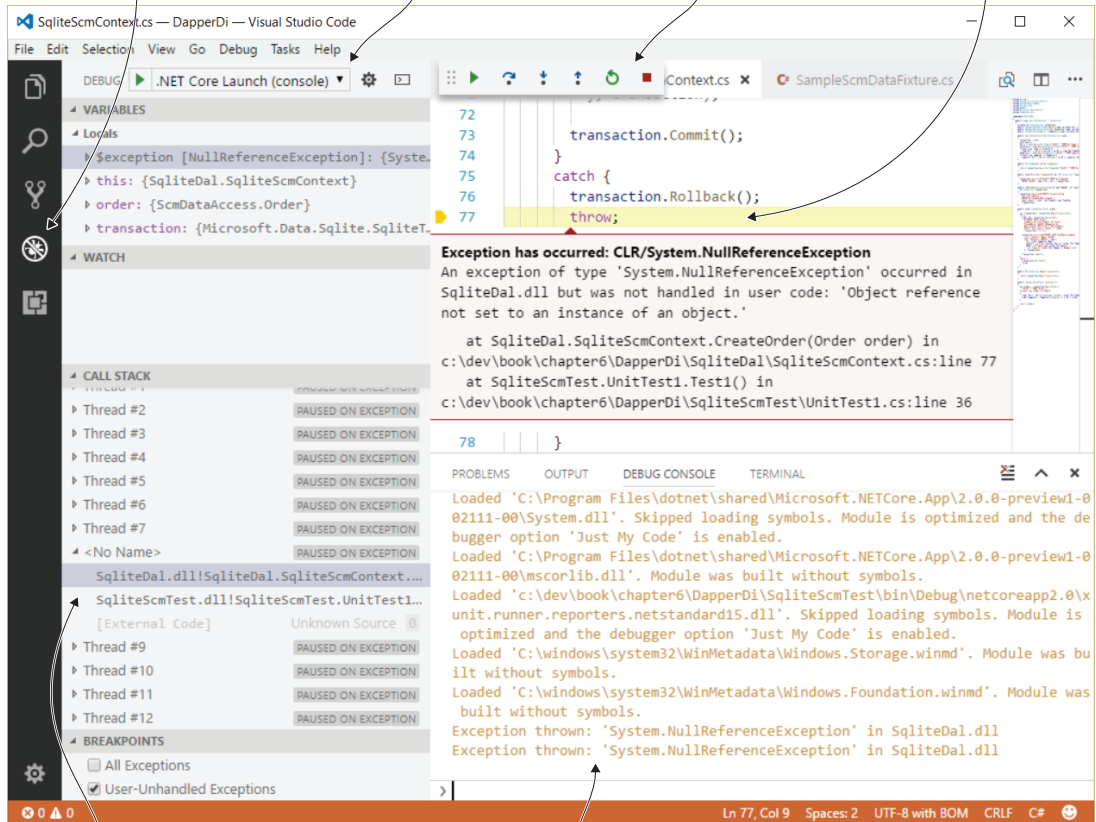 SqliteScmContext.cs — DapperDi — Visual Studio Code
File Edit Selection View Go Debug Tasks Help
DEBUG .NET Core Launch (console)
Context.cs
C# SampleScmDataFixture.cs
VARIABLES
Locals
$exception [NullReferenceException]: {Syste…
this: {SqliteDal.SqliteScmContext}
order: {ScmDataAccess.Order}
transaction: {Microsoft.Data.Sqlite.SqliteT…
WATCH
CALL STACK
Thread #2 PAUSED ON EXCEPTION
Thread #3 PAUSED ON EXCEPTION
Thread #4 PAUSED ON EXCEPTION
Thread #5 PAUSED ON EXCEPTION
Thread #6 PAUSED ON EXCEPTION
Thread #7 PAUSED ON EXCEPTION
<No Name> PAUSED ON EXCEPTION
SqliteDal.dll!SqliteDal.SqliteScmContext.…
SqliteScmTest.dll!SqliteScmTest.UnitTest1…
[External Code] Unknown Source 0
Thread #9 PAUSED ON EXCEPTION
Thread #10 PAUSED ON EXCEPTION
Thread #11 PAUSED ON EXCEPTION
Thread #12 PAUSED ON EXCEPTION
BREAKPOINTS
All Exceptions
User-Unhandled Exceptions
72
73 transaction.Commit();
74 }
75 catch {
76 transaction.Rollback();
77 throw;
Exception has occurred: CLR/System.NullReferenceException
An exception of type 'System.NullReferenceException' occurred in
SqliteDal.dll but was not handled in user code: 'Object reference
not set to an instance of an object.'
at SqliteDal.SqliteScmContext.CreateOrder(Order order) in
c:\dev\book\chapter6\DapperDi\SqliteDal\SqliteScmContext.cs:line 77
at SqliteScmTest.UnitTest1.Test1() in
c:\dev\book\chapter6\DapperDi\SqliteScmTest\UnitTest1.cs:line 36
78 }
PROBLEMS OUTPUT DEBUG CONSOLE TERMINAL
Loaded 'C:\Program Files\dotnet\shared\Microsoft.NETCore.App\2.0.0-preview1-0
02111-00\System.dll'. Skipped loading symbols. Module is optimized and the de
bugger option 'Just My Code' is enabled.
Loaded 'C:\Program Files\dotnet\shared\Microsoft.NETCore.App\2.0.0-preview1-0
02111-00\mscorlib.dll'. Module was built without symbols.
Loaded 'c:\dev\book\chapter6\DapperDi\SqliteScmTest\bin\Debug\netcoreapp2.0\x
unit.runner.reporters.netstandard15.dll'. Skipped loading symbols. Module is
optimized and the debugger option 'Just My Code' is enabled.
Loaded 'C:\windows\system32\WinMetadata\Windows.Storage.winmd'. Module was bu
ilt without symbols.
Loaded 'C:\windows\system32\WinMetadata\Windows.Foundation.winmd'. Module was
built without symbols.
Exception thrown: 'System.NullReferenceException' in SqliteDal.dll
Exception thrown: 'System.NullReferenceException' in SqliteDal.dll
0 0
Ln 77, Col 9 Spaces: 2 UTF-8 with BOM CRLF C#